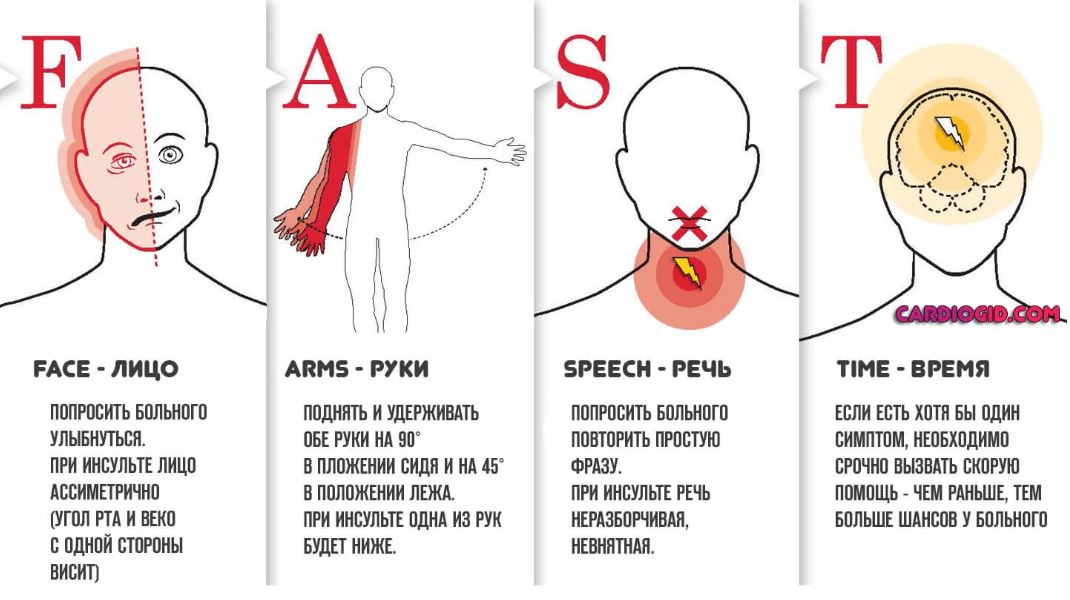 F
FACE - ЛИЦО
ПОПРОСИТЬ БОЛЬНОГО
УЛЫБНУТЬСЯ.
ПРИ ИНСУЛЬТЕ ЛИЦО
АССИМЕТРИЧНО
(УГОЛ РТА И ВЕКО
С ОДНОЙ СТОРОНЫ
ВИСИТ)
A
ARMS - РУКИ
ПОДНЯТЬ И УДЕРЖИВАТЬ
ОБЕ РУКИ НА 90°
В ПЛОЖЕНИИ СИДЯ И НА 45°
В ПОЛОЖЕНИИ ЛЕЖА.
ПРИ ИНСУЛЬТЕ ОДНА ИЗ РУК
БУДЕТ НИЖЕ.
S
SPEECH - РЕЧЬ
ПОПРОСИТЬ БОЛЬНОГО
ПОВТОРИТЬ ПРОСТУЮ
ФРАЗУ.
ПРИ ИНСУЛЬТЕ РЕЧЬ
НЕРАЗБОРЧИВАЯ,
НЕВНЯТНАЯ.
T
CARDIOGID.COM
TIME - ВРЕМЯ
ЕСЛИ ЕСТЬ ХОТЯ БЫ ОДИН
СИМПТОМ, НЕОБХОДИМО
СРОЧНО ВЫЗВАТЬ СКОРУЮ
ПОМОЩЬ - ЧЕМ РАНЬШЕ, ТЕМ
БОЛЬШЕ ШАНСОВ У БОЛЬНОГО